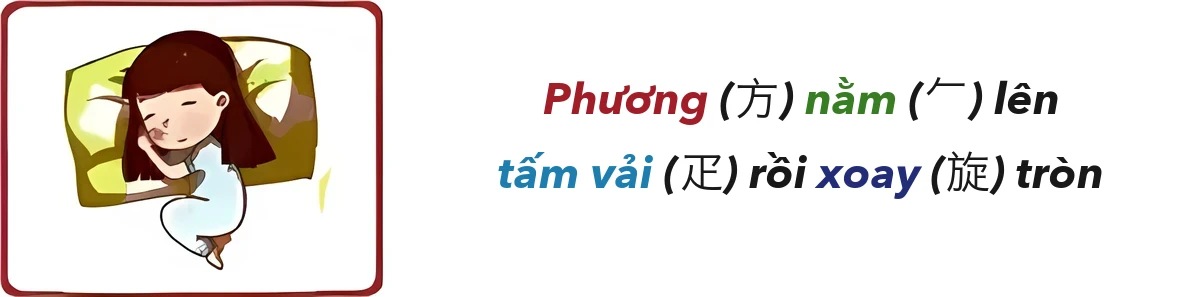 Phương (方) nằm (𠂉) lên
tấm vải (疋) rồi xoay (旋) tròn